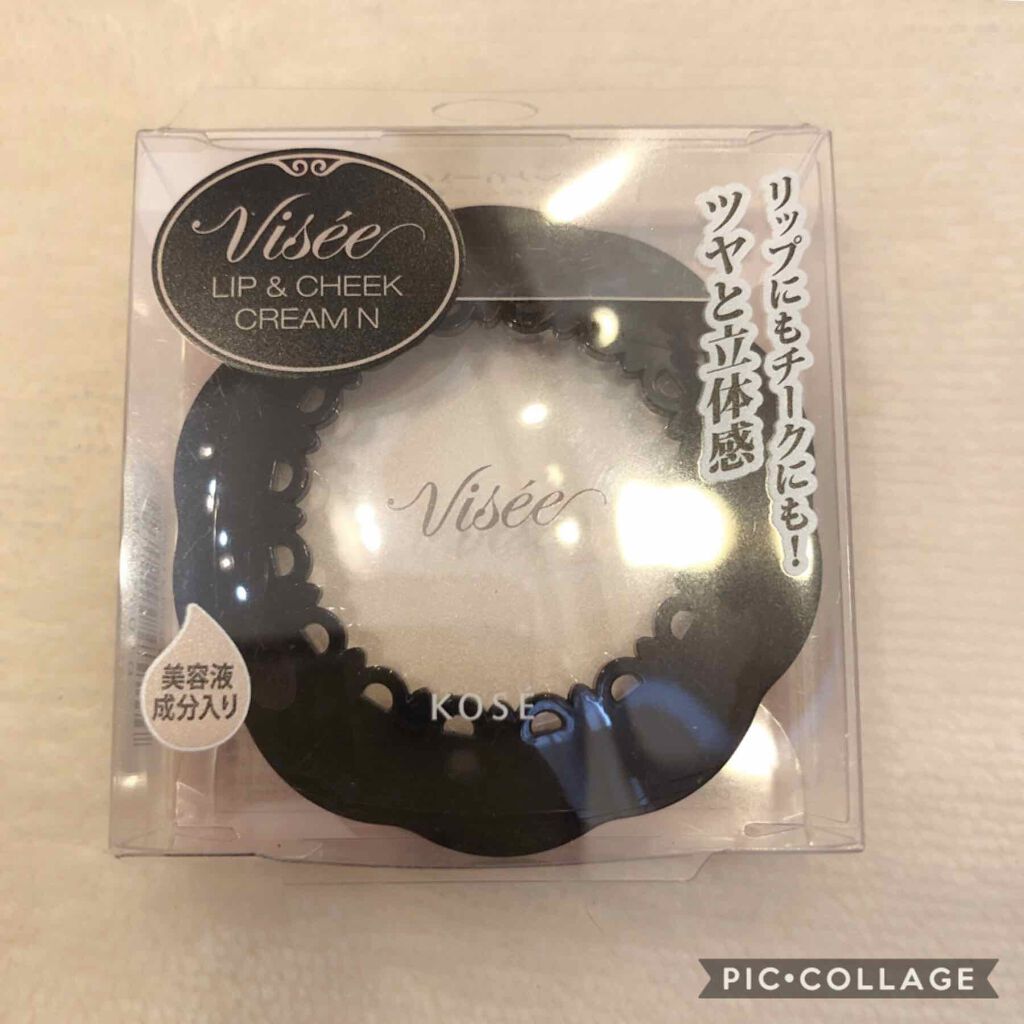 Visée
LIP & CHEEK
CREAM N
リップにもチークにも!
ツヤと立体感
Visée
美容液
成分入り
KOSÉ
PIC•COLLAGE